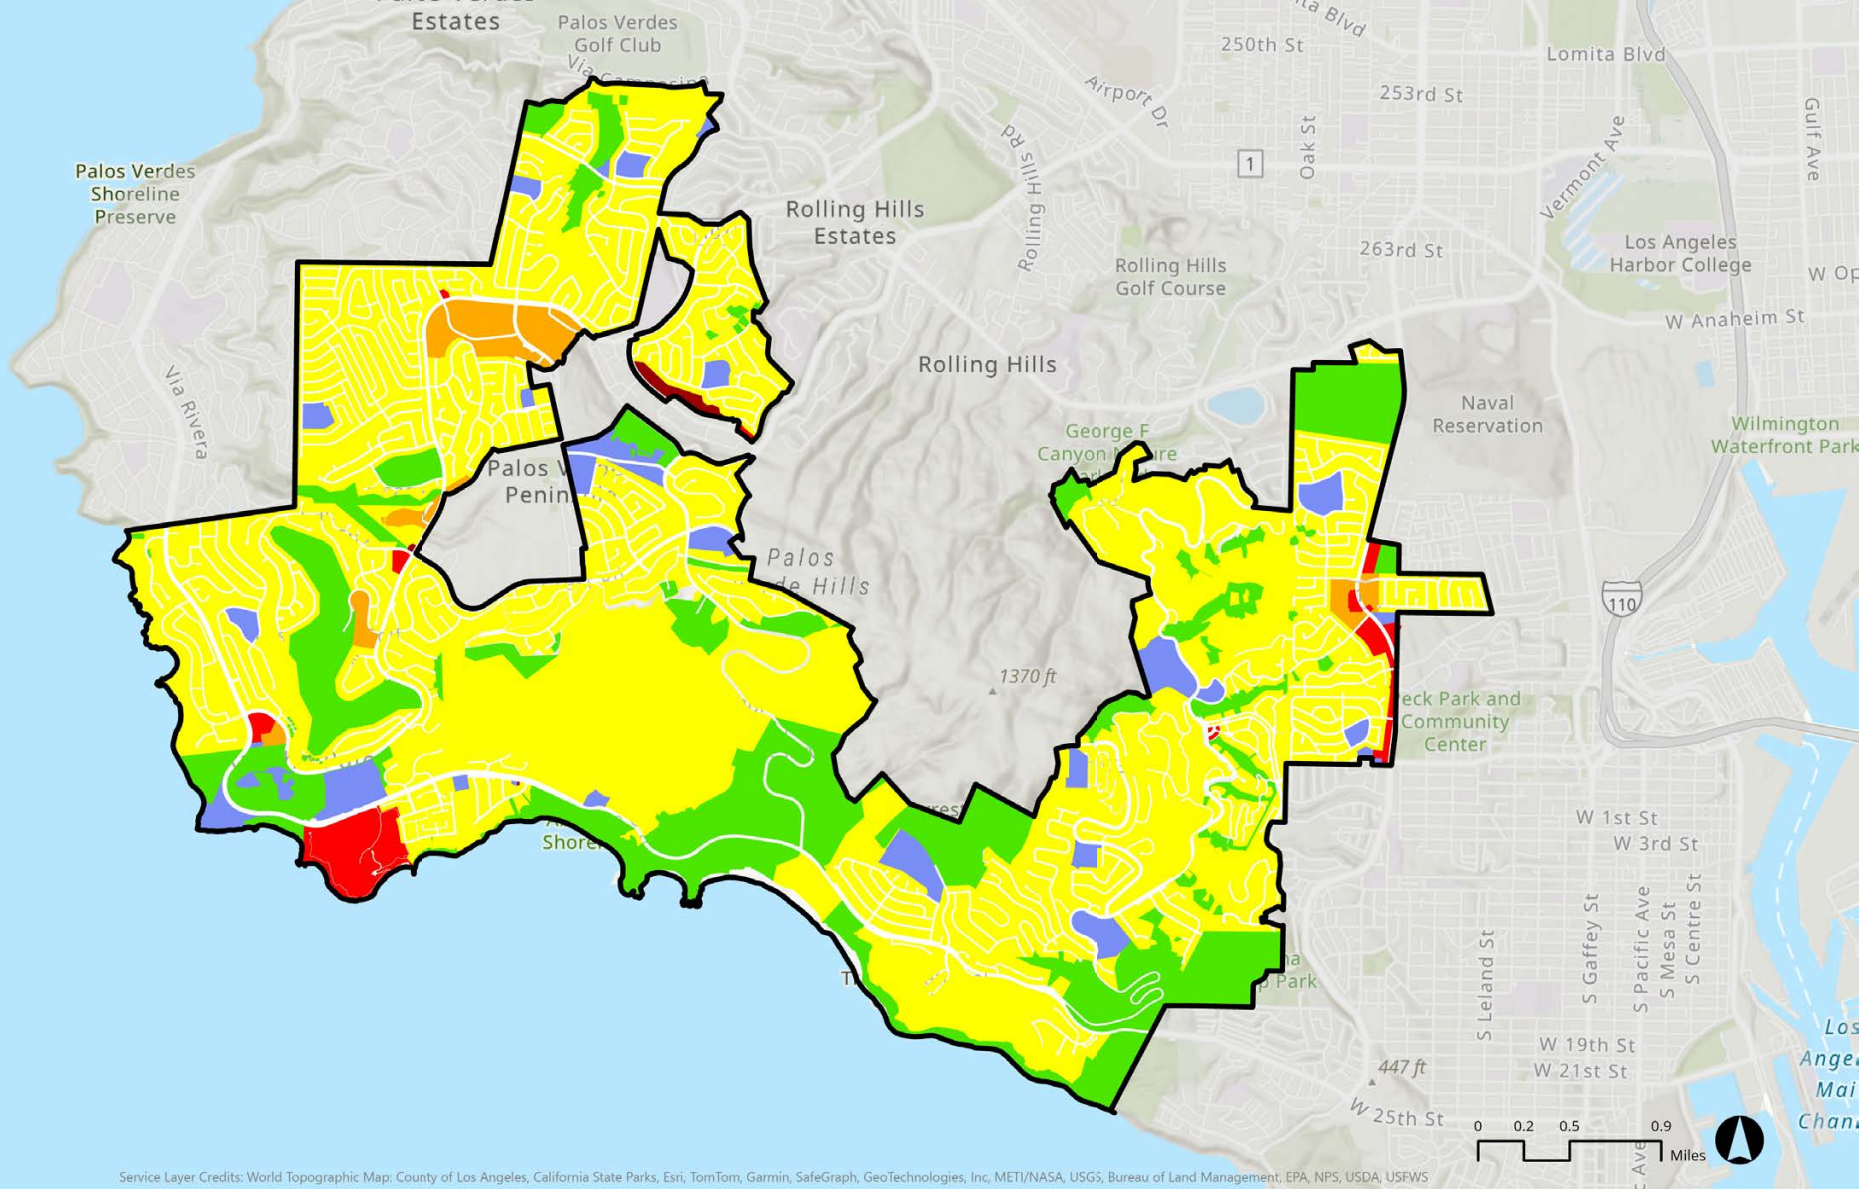 Estates
Palos Verdes
Golf Club
Via Campesina
250th St
Lomita Blvd
253rd St
Airport Dr
Oak St
Gulf Ave
Vermont Ave
1
Rolling Hills Rd
Palos Verdes
Shoreline
Preserve
Rolling Hills
Estates
263rd St
Los Angeles
Harbor College
W Op
Rolling Hills
Golf Course
W Anaheim St
Rolling Hills
Via Rivera
Naval
Reservation
George F
Wilmington
Waterfront Park
Palos V
Penin
Palos
de Hills
110
1370 ft
eck Park and
Community
Center
W 1st St
W 3rd St
Shore
S Leland St
S Gaffey St
S Pacific Ave
S Mesa St
S Centre St
na
p Park
T
W 19th St
W 21st St
447 ft
W 25th St
Los
Ange
Mai
Chan
0 0.2 0.5 0.9
Miles
Ave
Service Layer Credits: World Topographic Map: County of Los Angeles, California State Parks, Esri, TomTom, Garmin, SafeGraph, GeoTechnologies, Inc, METI/NASA, USGS, Bureau of Land Management, EPA, NPS, USDA, USFWS